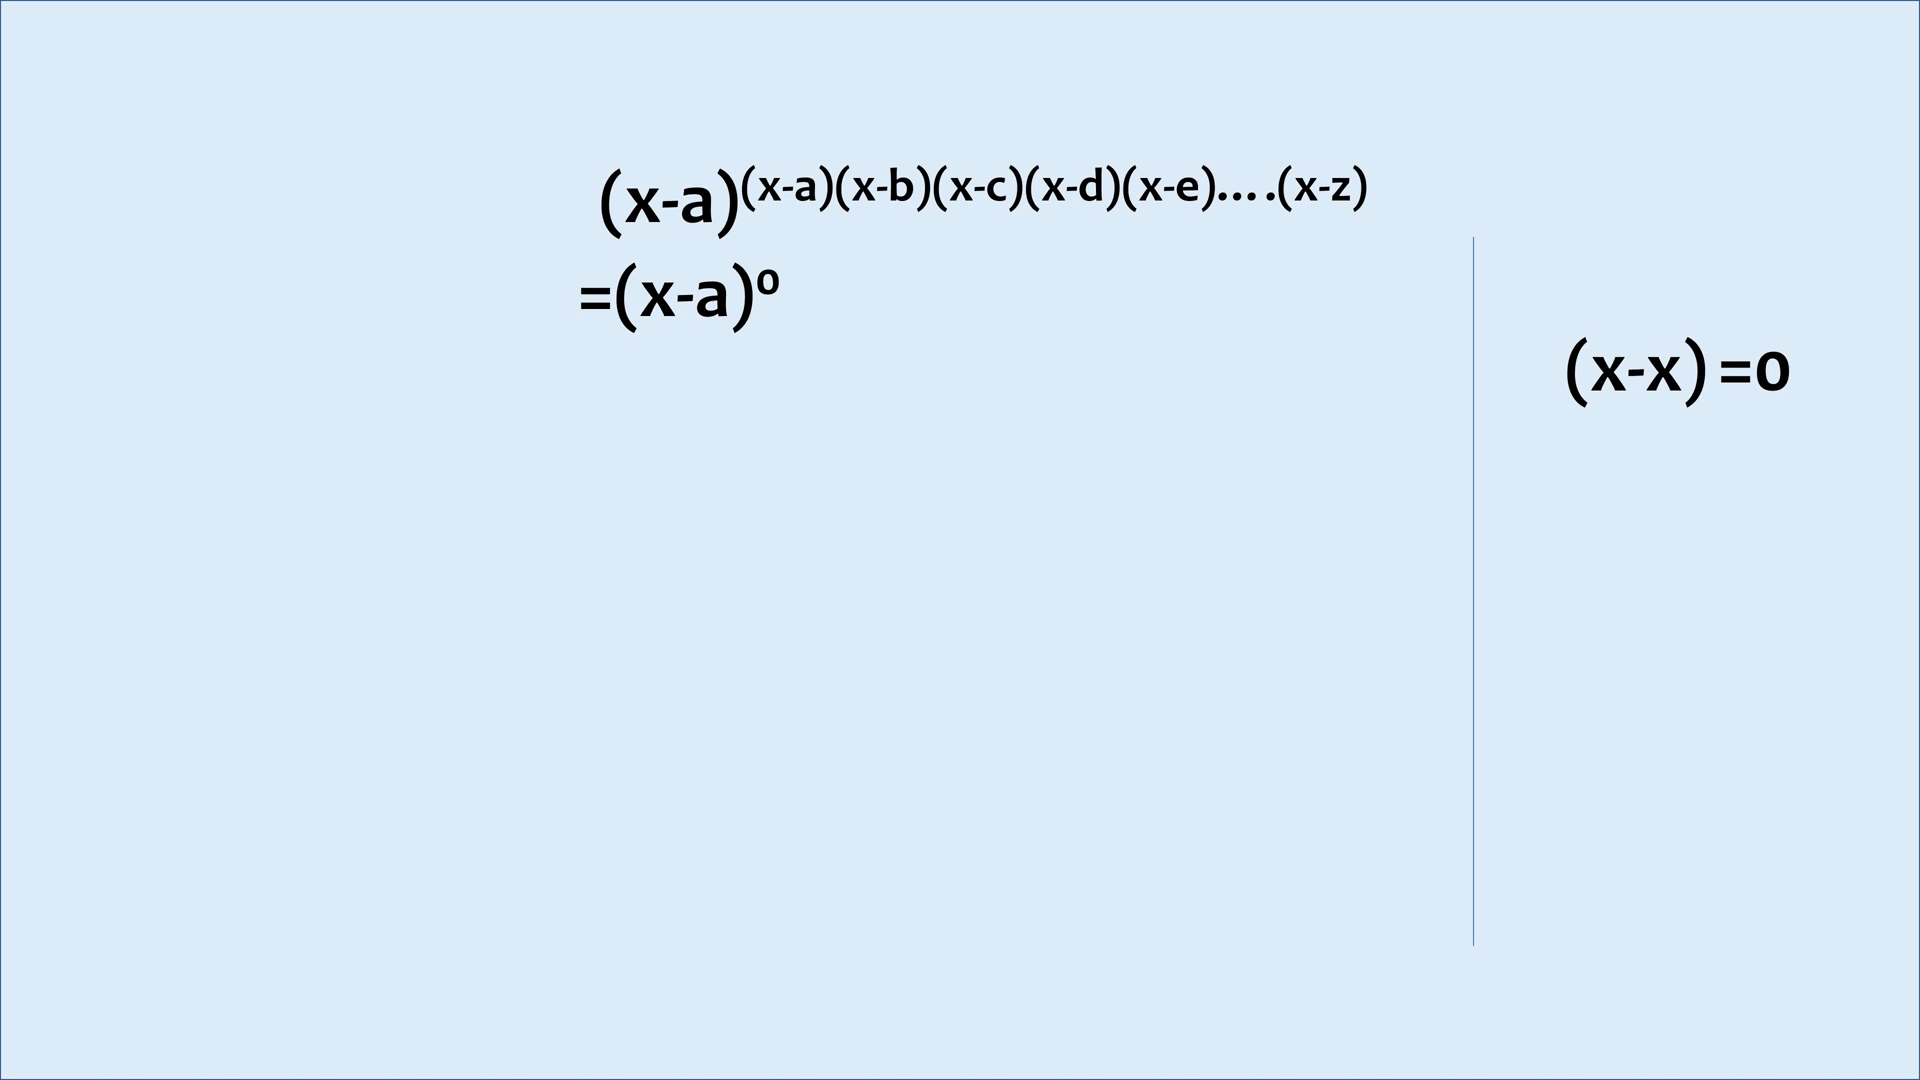 (x-a)⁽ˣ⁻ᵃ⁾⁽ˣ⁻ᵇ⁾⁽ˣ⁻ᶜ⁾⁽ˣ⁻ᵈ⁾⁽ˣ⁻ᵉ⁾····⁽ˣ⁻ᶻ⁾
=(x-a)⁰
(x-x) =0